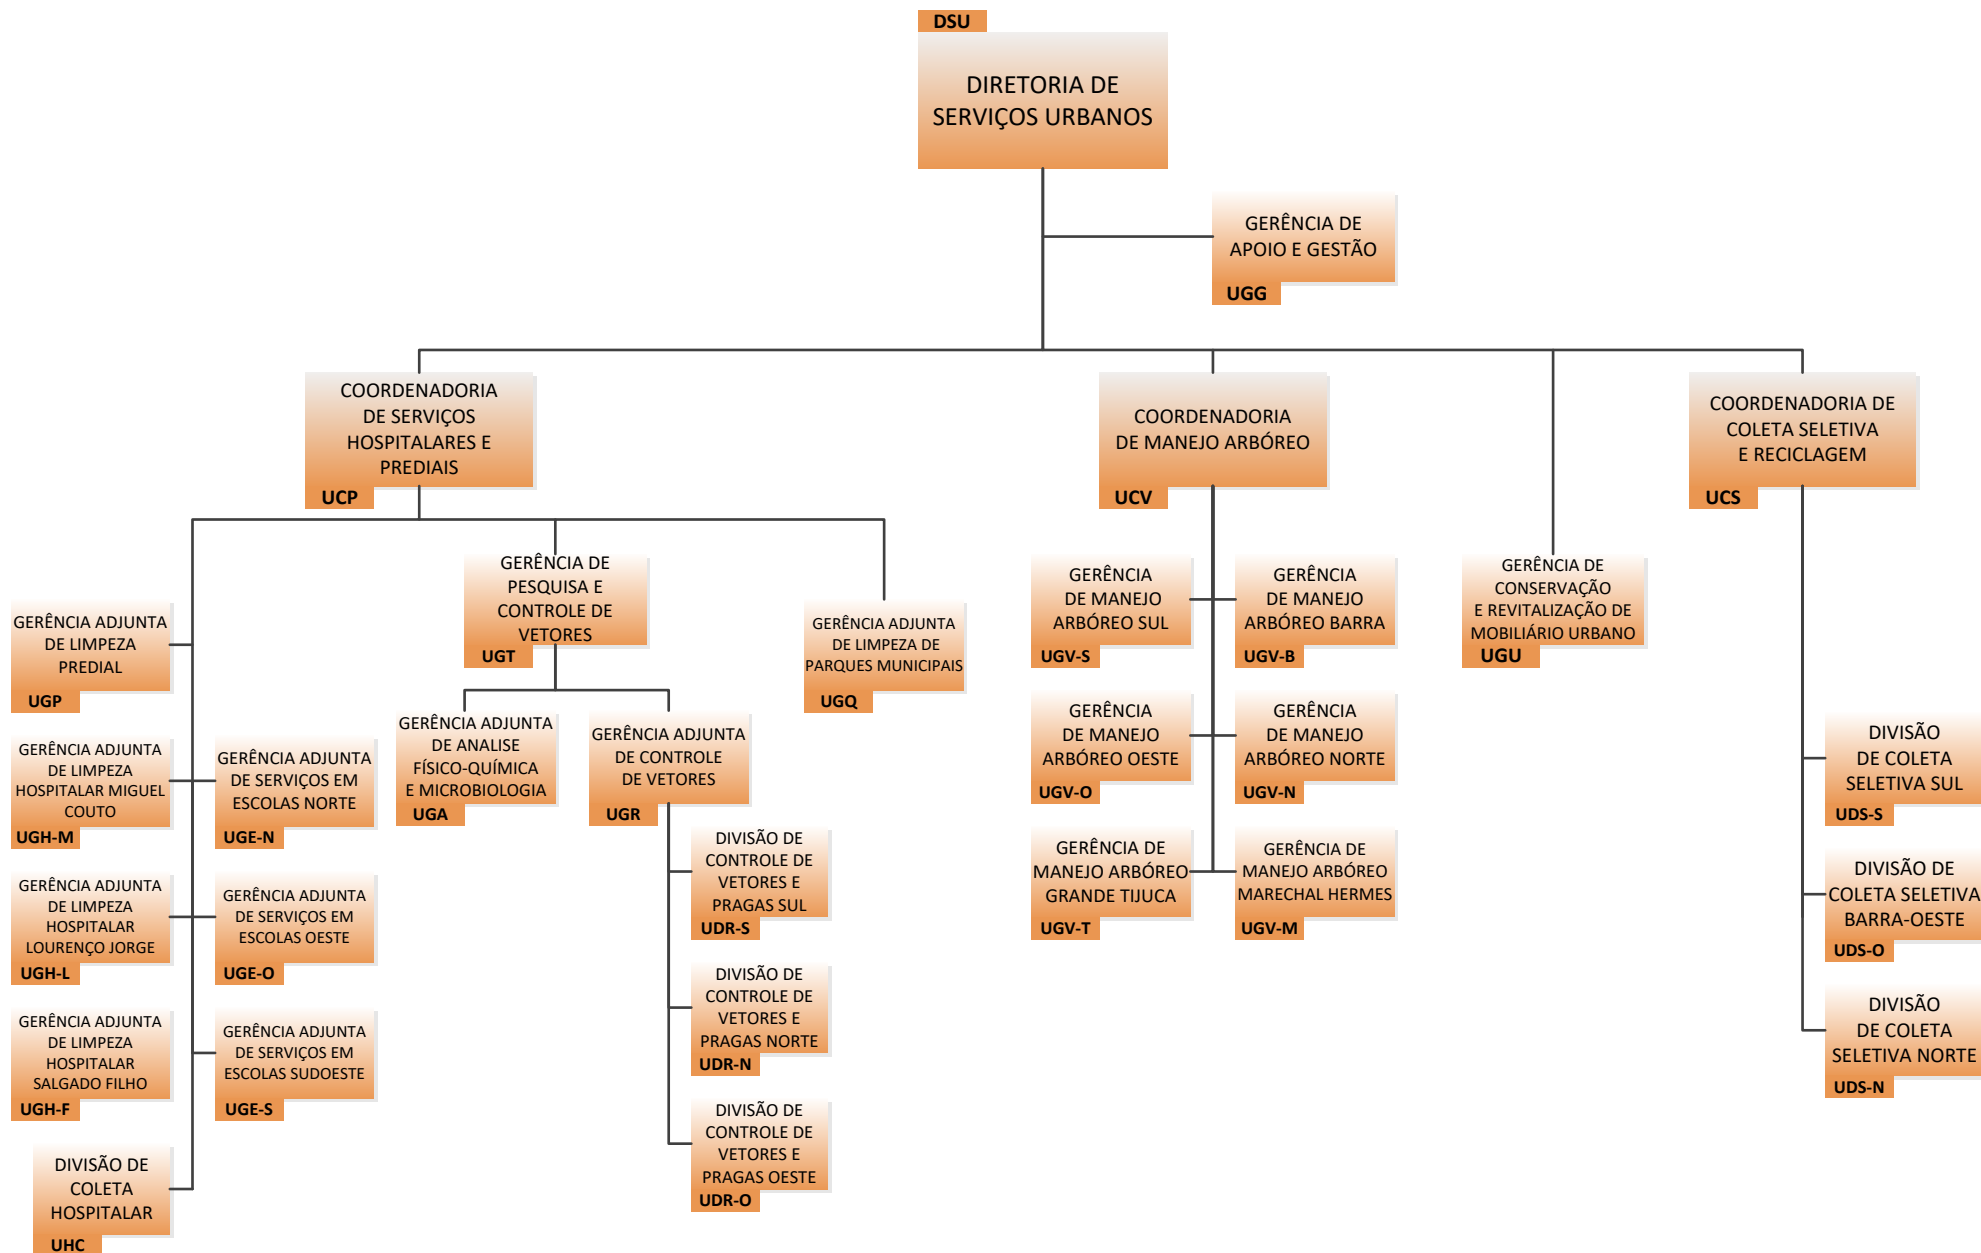 DSU
DIRETORIA DE
SERVIÇOS URBANOS
GERÊNCIA DE
APOIO E GESTÃO
UGG
COORDENADORIA
DE SERVIÇOS
HOSPITALARES E
PREDIAIS
UCP
COORDENADORIA
DE MANEJO ARBÓREO
UCV
COORDENADORIA DE
COLETA SELETIVA
E RECICLAGEM
UCS
GERÊNCIA ADJUNTA
DE LIMPEZA
PREDIAL
UGP
GERÊNCIA DE
PESQUISA E
CONTROLE DE
VETORES
UGT
GERÊNCIA ADJUNTA
DE LIMPEZA DE
PARQUES MUNICIPAIS
UGQ
GERÊNCIA
DE MANEJO
ARBÓREO SUL
UGV-S
GERÊNCIA
DE MANEJO
ARBÓREO BARRA
UGV-B
GERÊNCIA DE
CONSERVAÇÃO
E REVITALIZAÇÃO DE
MOBILIÁRIO URBANO
UGU
GERÊNCIA ADJUNTA
DE LIMPEZA
HOSPITALAR MIGUEL
COUTO
UGH-M
GERÊNCIA ADJUNTA
DE SERVIÇOS EM
ESCOLAS NORTE
UGE-N
GERÊNCIA ADJUNTA
DE ANALISE
FÍSICO-QUÍMICA
E MICROBIOLOGIA
UGA
GERÊNCIA ADJUNTA
DE CONTROLE
DE VETORES
UGR
GERÊNCIA
DE MANEJO
ARBÓREO OESTE
UGV-O
GERÊNCIA
DE MANEJO
ARBÓREO NORTE
UGV-N
DIVISÃO
DE COLETA
SELETIVA SUL
UDS-S
GERÊNCIA ADJUNTA
DE LIMPEZA
HOSPITALAR
LOURENÇO JORGE
UGH-L
GERÊNCIA ADJUNTA
DE SERVIÇOS EM
ESCOLAS OESTE
UGE-O
DIVISÃO DE
CONTROLE DE
VETORES E
PRAGAS SUL
UDR-S
GERÊNCIA DE
MANEJO ARBÓREO
GRANDE TIJUCA
UGV-T
GERÊNCIA DE
MANEJO ARBÓREO
MARECHAL HERMES
UGV-M
DIVISÃO DE
COLETA SELETIVA
BARRA-OESTE
UDS-O
GERÊNCIA ADJUNTA
DE LIMPEZA
HOSPITALAR
SALGADO FILHO
UGH-F
GERÊNCIA ADJUNTA
DE SERVIÇOS EM
ESCOLAS SUDOESTE
UGE-S
DIVISÃO DE
CONTROLE DE
VETORES E
PRAGAS NORTE
UDR-N
DIVISÃO
DE COLETA
SELETIVA NORTE
UDS-N
DIVISÃO DE
COLETA
HOSPITALAR
UHC
DIVISÃO DE
CONTROLE DE
VETORES E
PRAGAS OESTE
UDR-O